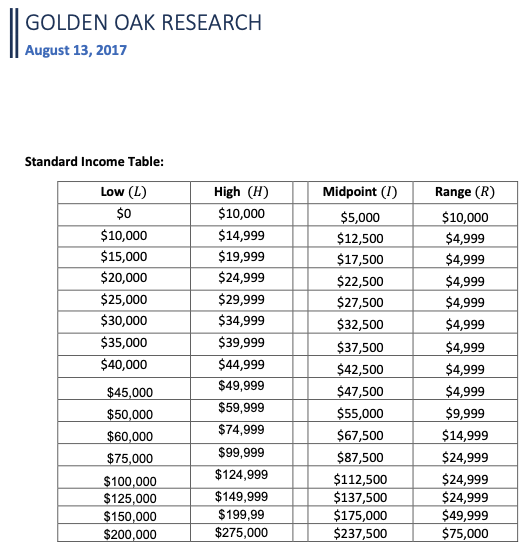 GOLDEN OAK RESEARCH
August 13, 2017
Standard Income Table:
Low (L) High (H) Midpoint (I) Range (R)
$0 $10,000 $5,000 $10,000
$10,000 $14,999 $12,500 $4,999
$15,000 $19,999 $17,500 $4,999
$20,000 $24,999 $22,500 $4,999
$25,000 $29,999 $27,500 $4,999
$30,000 $34,999 $32,500 $4,999
$35,000 $39,999 $37,500 $4,999
$40,000 $44,999 $42,500 $4,999
$45,000 $49,999 $47,500 $4,999
$50,000 $59,999 $55,000 $9,999
$60,000 $74,999 $67,500 $14,999
$75,000 $99,999 $87,500 $24,999
$100,000 $124,999 $112,500 $24,999
$125,000 $149,999 $137,500 $24,999
$150,000 $199,99 $175,000 $49,999
$200,000 $275,000 $237,500 $75,000